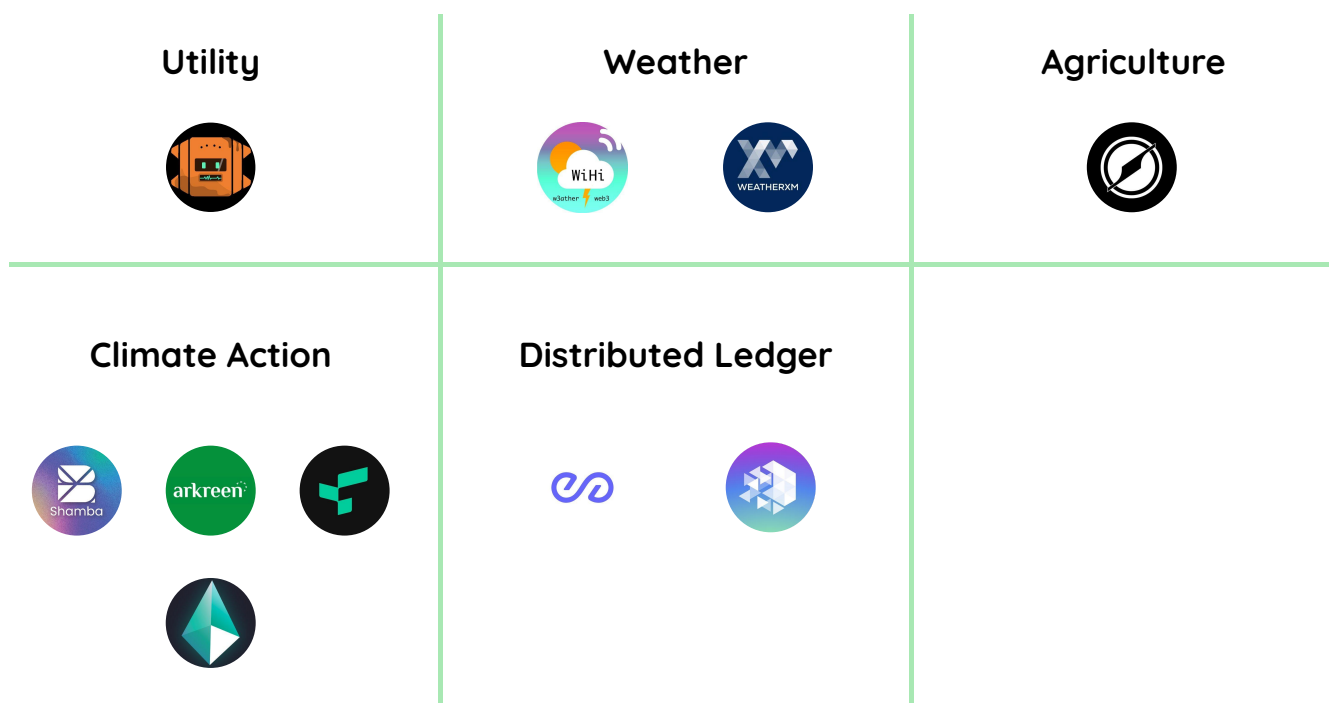 Utility
Weather
Agriculture
WiHi
w3ather web3
WEATHERXM
Climate Action
Distributed Ledger
Shamba
arkreen